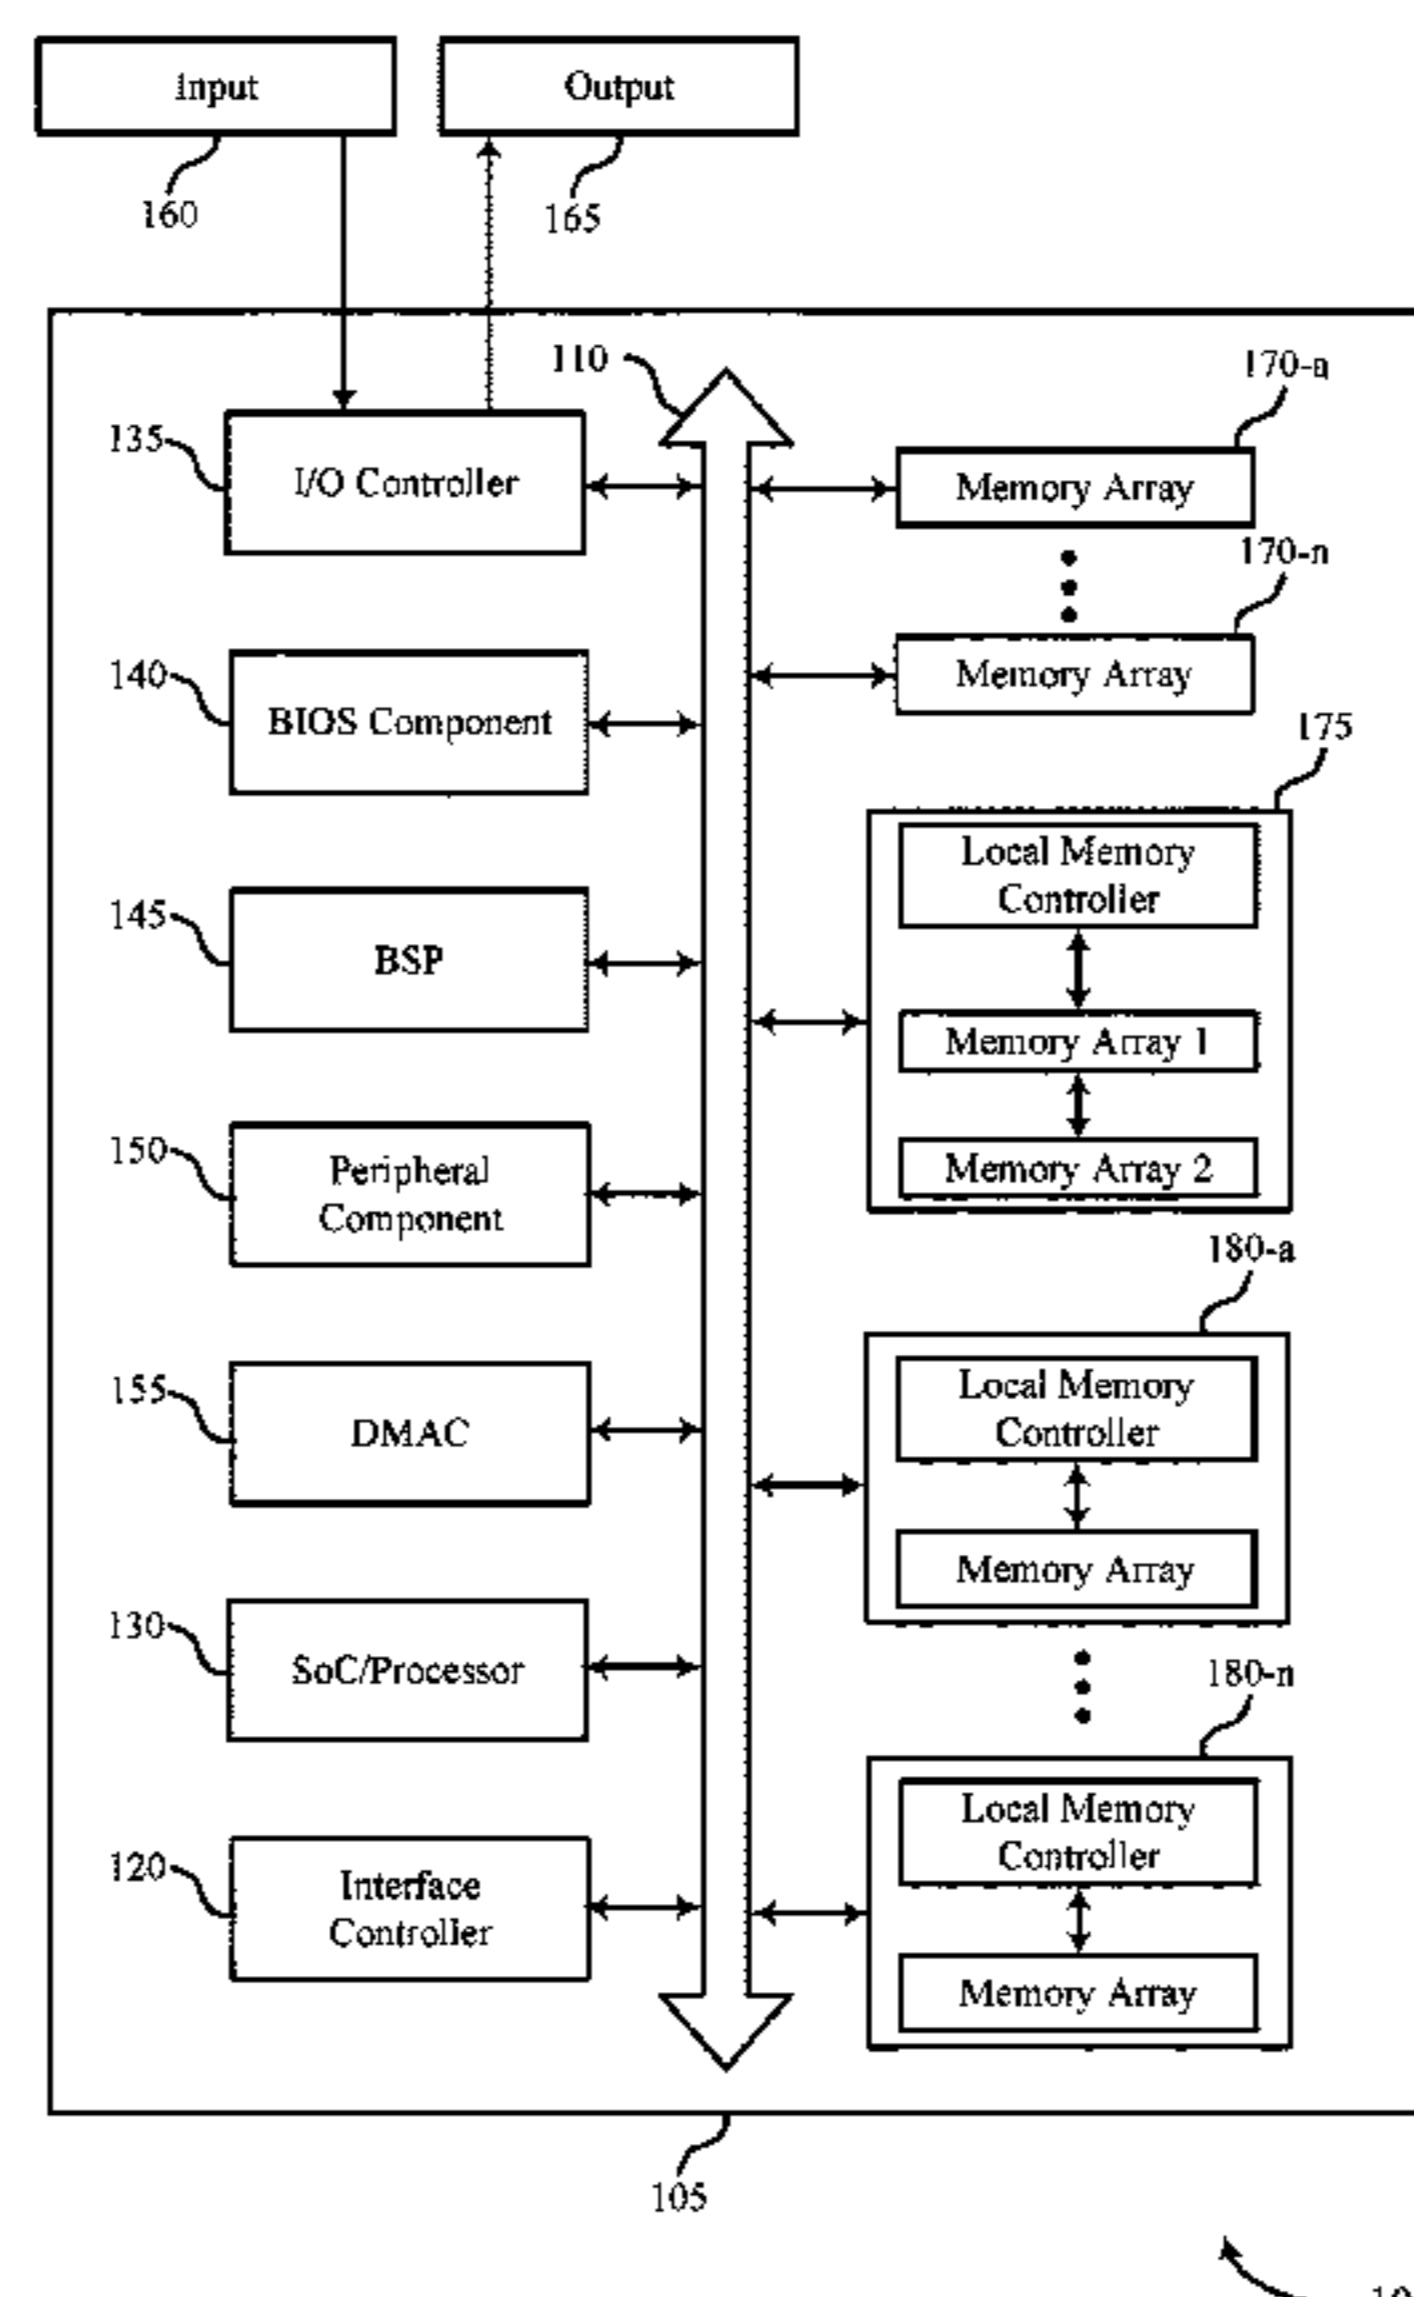 Input
Output
160
165
110
170-a
135
I/O Controller
Memory Array
170-n
140
BIOS Component
Memory Array
175
145
BSP
Local Memory
Controller
Memory Array 1
Memory Array 2
150
Peripheral
Component
180-a
155
DMAC
Local Memory
Controller
Memory Array
130
SoC/Processor
180-n
120
Interface
Controller
Local Memory
Controller
Memory Array
105